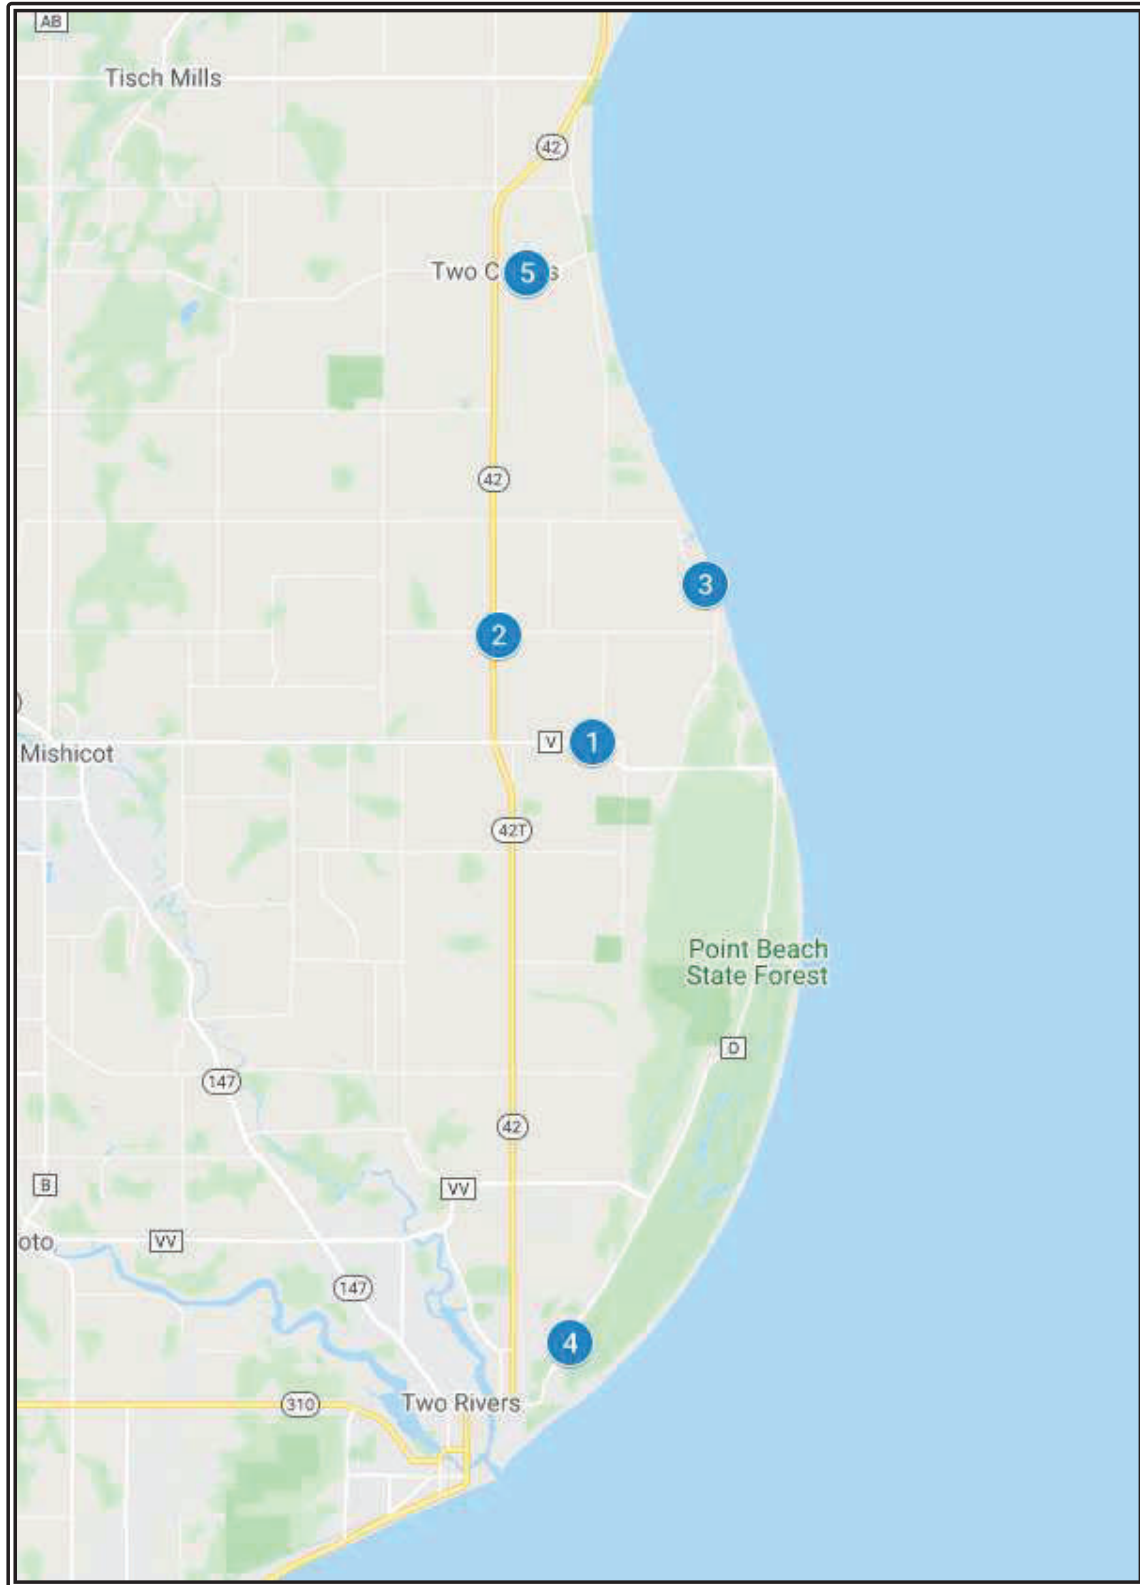 AB
Tisch Mills
42
Two C
5
s
42
3
2
V
1
Mishicot
42T
Point Beach
State Forest
D
147
42
B
VV
VV
oto
147
4
310
Two Rivers